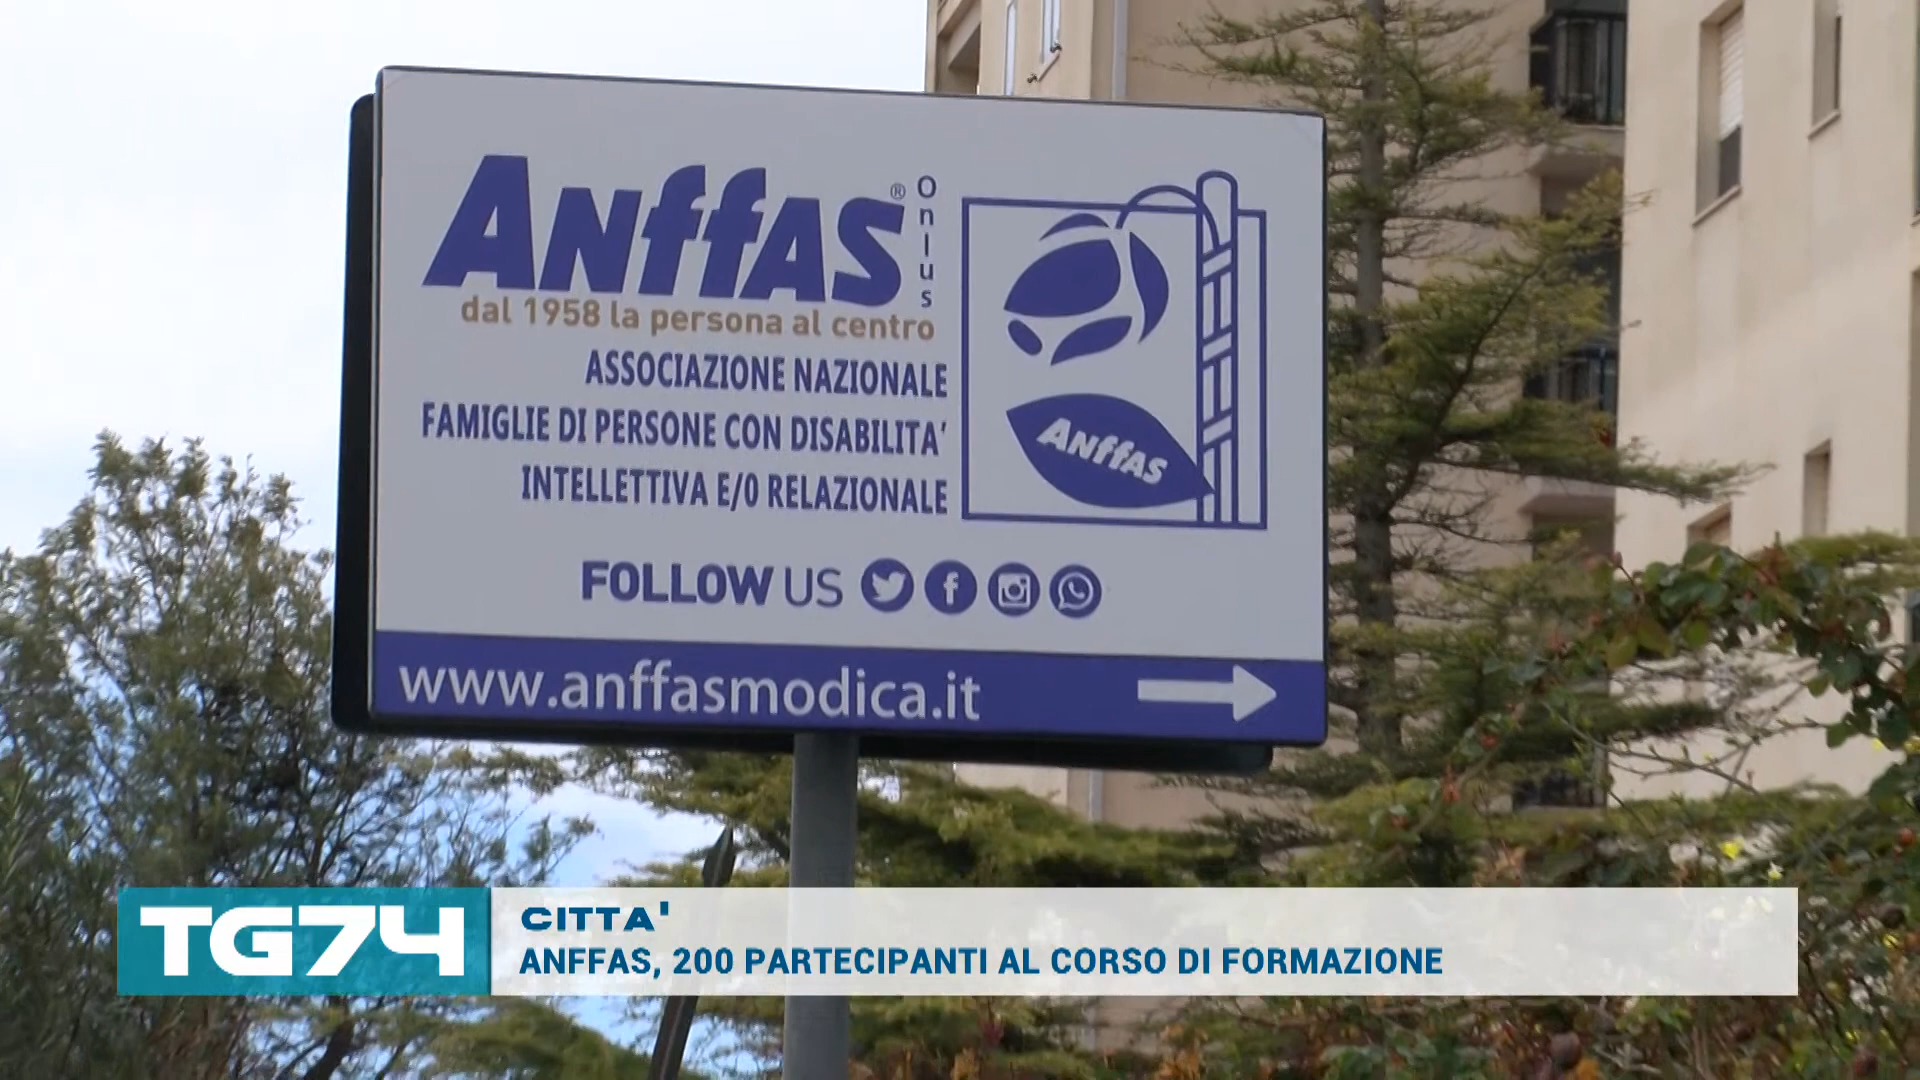 Anffas® Onlus
dal 1958 la persona al centro
ASSOCIAZIONE NAZIONALE
FAMIGLIE DI PERSONE CON DISABILITA'
INTELLETTIVA E/O RELAZIONALE
Anffas
FOLLOW US
www.anffasmodica.it
TG74
CITTA'
ANFFAS, 200 PARTECIPANTI AL CORSO DI FORMAZIONE